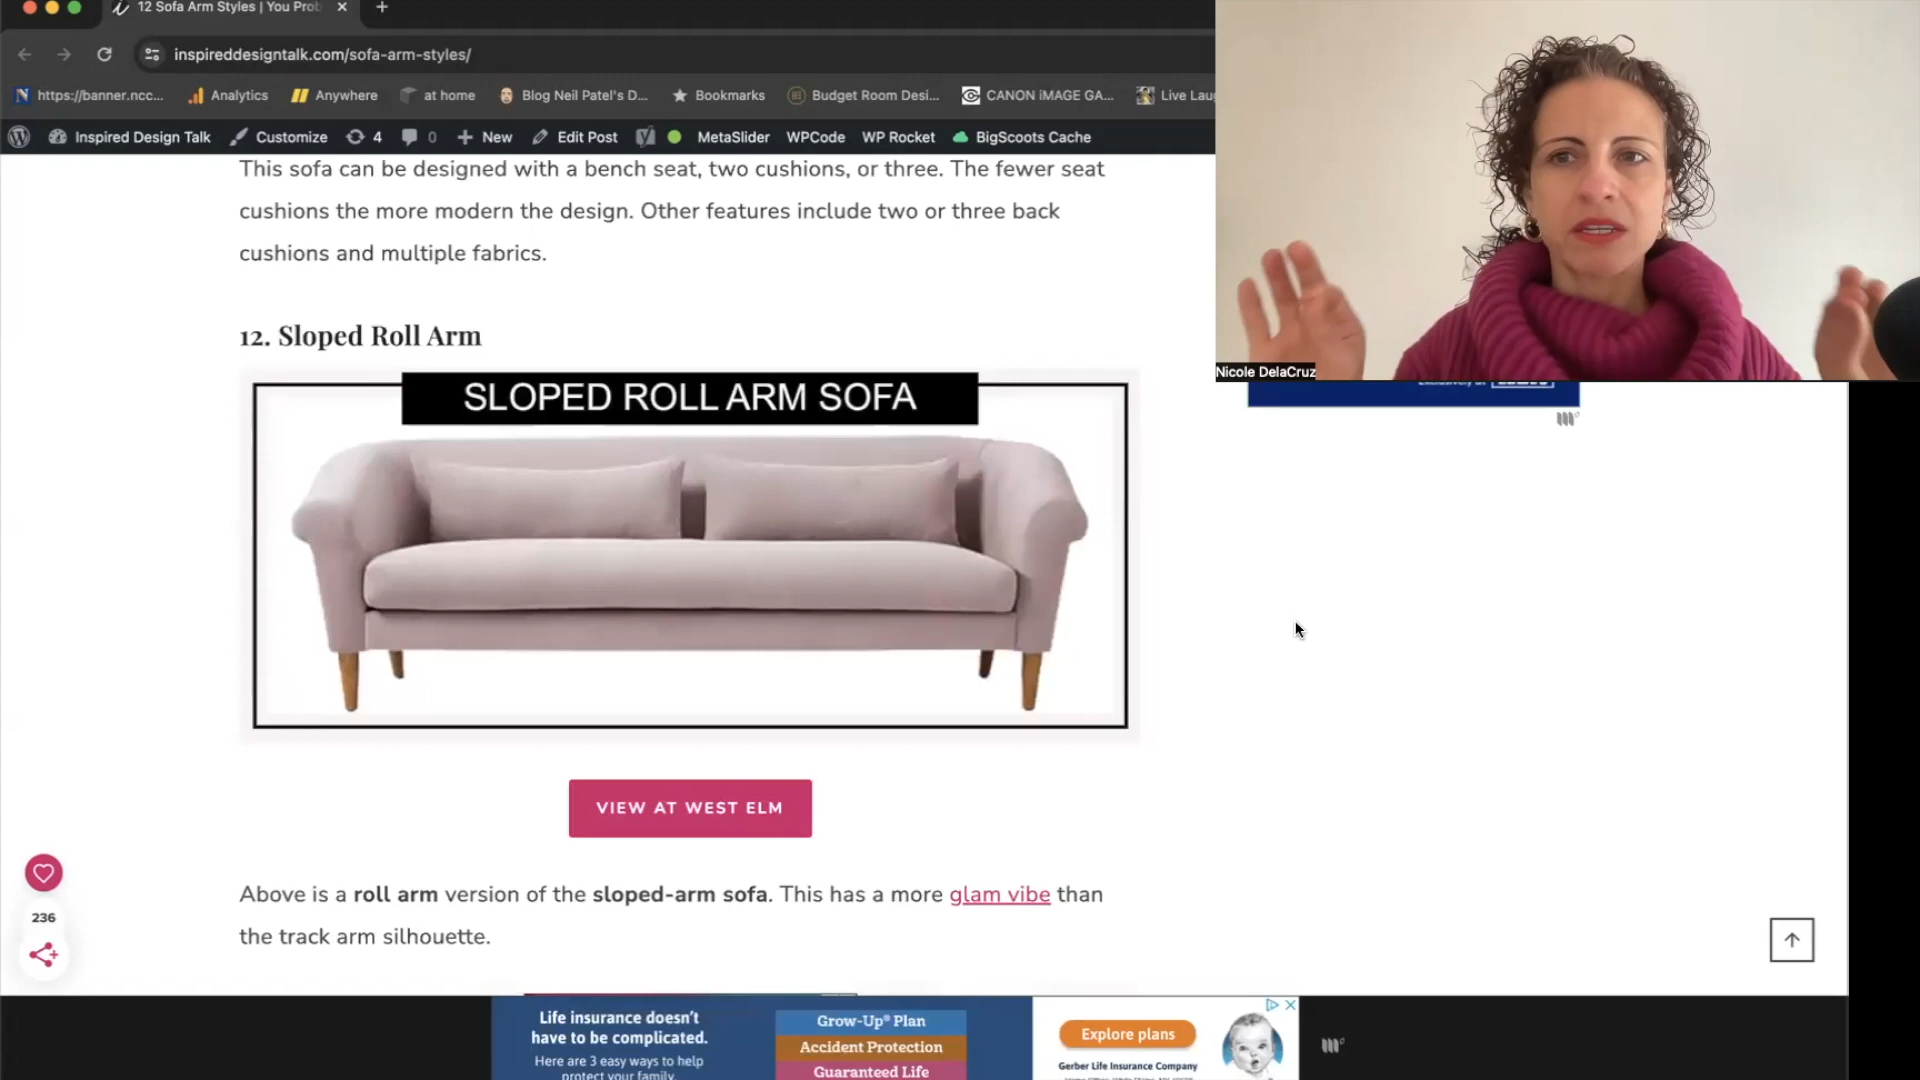 12 Sofa Arm Styles | You Prob
inspireddesigntalk.com/sofa-arm-styles/
https://banner.ncc...
Analytics
Anywhere
at home
Blog Neil Patel's D...
Bookmarks
Budget Room Desi...
CANON iMAGE GA...
Live Lau
Inspired Design Talk
Customize
4
0
New
Edit Post
MetaSlider
WPCode
WP Rocket
BigScoots Cache
This sofa can be designed with a bench seat, two cushions, or three. The fewer seat
cushions the more modern the design. Other features include two or three back
cushions and multiple fabrics.
12. Sloped Roll Arm
SLOPED ROLL ARM SOFA
Nicole DelaCruz
VIEW AT WEST ELM
Above is a roll arm version of the sloped-arm sofa. This has a more glam vibe than
the track arm silhouette.
236
Life insurance doesn't
have to be complicated.
Here are 3 easy ways to help
protect your family.
Grow-Up® Plan
Accident Protection
Guaranteed Life
Explore plans
Gerber Life Insurance Company